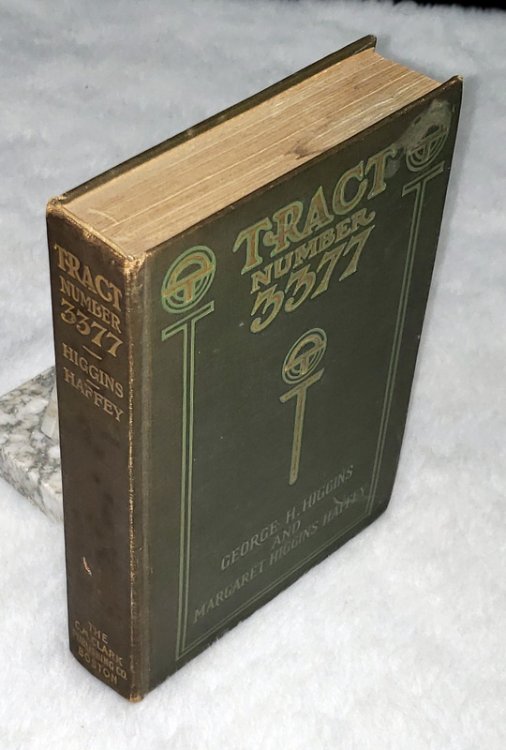 TRACT
NUMBER
3377
HIGGINS
HAFFEY
THE
C.M. CLARK
PUBLISHING CO.
BOSTON
TRACT
NUMBER
3377
GEORGE H. HIGGINS
AND
MARGARET HIGGINS HAFFEY